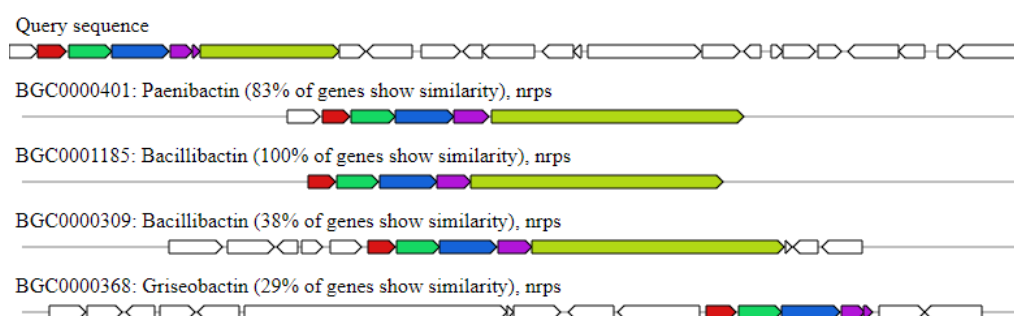 Query sequence
BGC0000401: Paenibactin (83% of genes show similarity), nrps
BGC0001185: Bacillibactin (100% of genes show similarity), nrps
BGC0000309: Bacillibactin (38% of genes show similarity), nrps
BGC0000368: Griseobactin (29% of genes show similarity), nrps